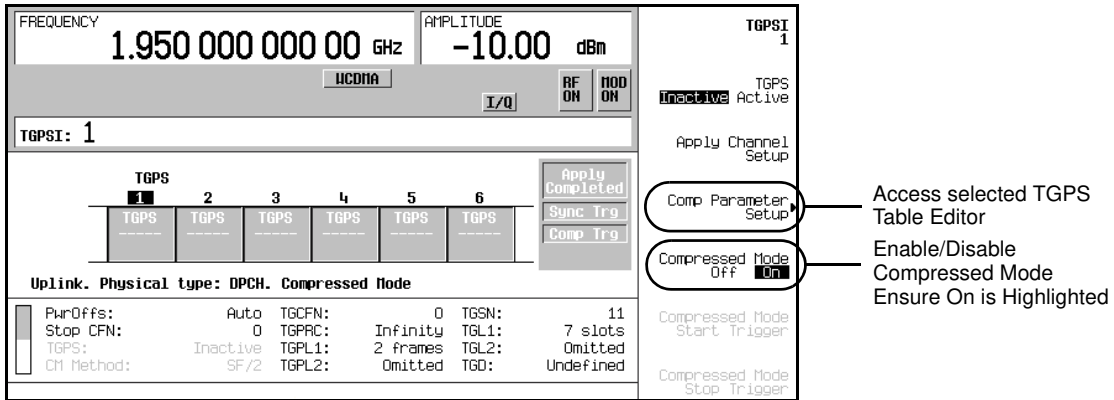 FREQUENCY
1.950 000 000 00 GHz
AMPLITUDE
-10.00 dBm
WCDMA
I/Q
RF ON
MOD ON
TGPSI: 1
TGPS
1 2 3 4 5 6
TGPS TGPS TGPS TGPS TGPS TGPS
----- ----- ----- ----- ----- -----
Apply Completed
Sync Trg
Comp Trg
Uplink. Physical type: DPCH. Compressed Mode
PwrOffs: Auto TGCFN: 0 TGSN: 11
Stop CFN: 0 TGPRC: Infinity TGL1: 7 slots
TGPS: Inactive TGPL1: 2 frames TGL2: Omitted
CM Method: SF/2 TGPL2: Omitted TGD: Undefined
TGPSI
1
TGPS
Inactive Active
Apply Channel
Setup
Comp Parameter
Setup
Compressed Mode
Off On
Compressed Mode
Start Trigger
Compressed Mode
Stop Trigger
Access selected TGPS
Table Editor
Enable/Disable
Compressed Mode
Ensure On is Highlighted